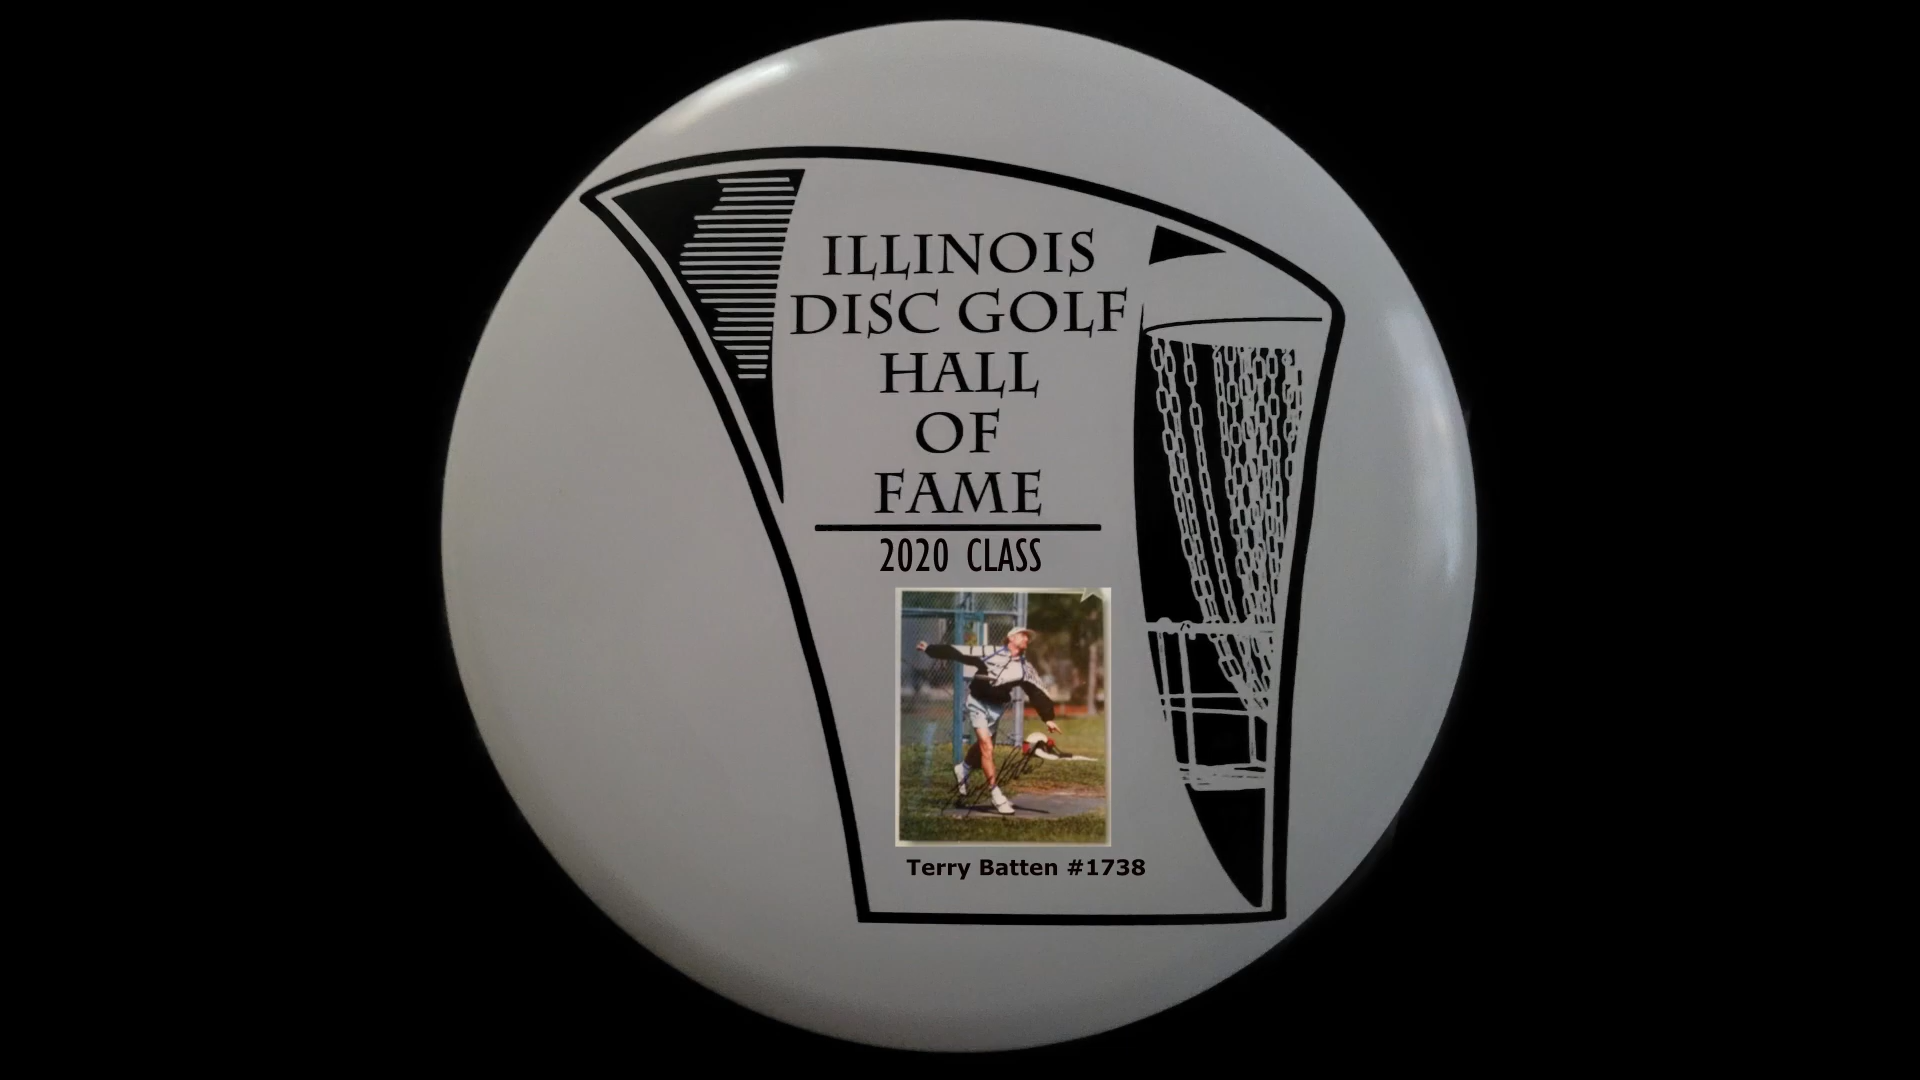 ILLINOIS
DISC GOLF
HALL
OF
FAME
2020 CLASS
Terry Batten #1738